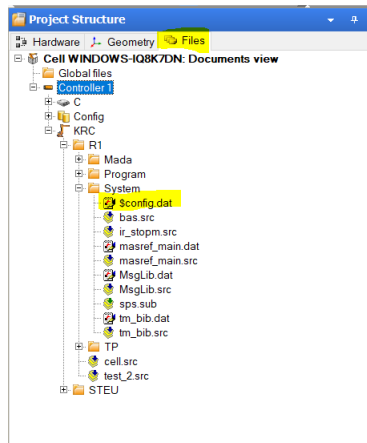 Project Structure
Hardware Geometry Files
Cell WINDOWS-IQ8K7DN: Documents view
Global files
Controller 1
C
Config
KRC
R1
Mada
Program
System
$config.dat
bas.src
ir_stopm.src
masref_main.dat
masref_main.src
MsgLib.dat
MsgLib.src
sps.sub
tm_bib.dat
tm_bib.src
TP
cell.src
test_2.src
STEU